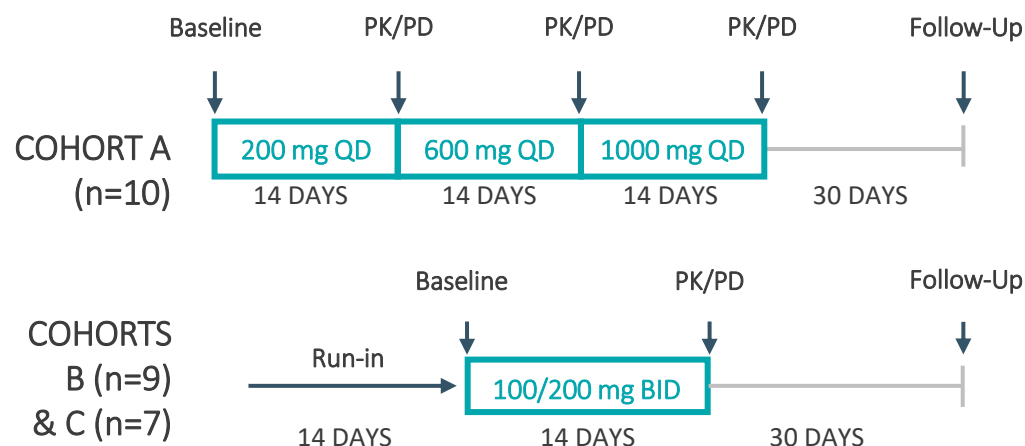 Baseline PK/PD PK/PD PK/PD Follow-Up
COHORT A
(n=10)
200 mg QD 600 mg QD 1000 mg QD
14 DAYS 14 DAYS 14 DAYS 30 DAYS
Baseline PK/PD Follow-Up
COHORTS
B (n=9)
& C (n=7)
Run-in
100/200 mg BID
14 DAYS 14 DAYS 30 DAYS